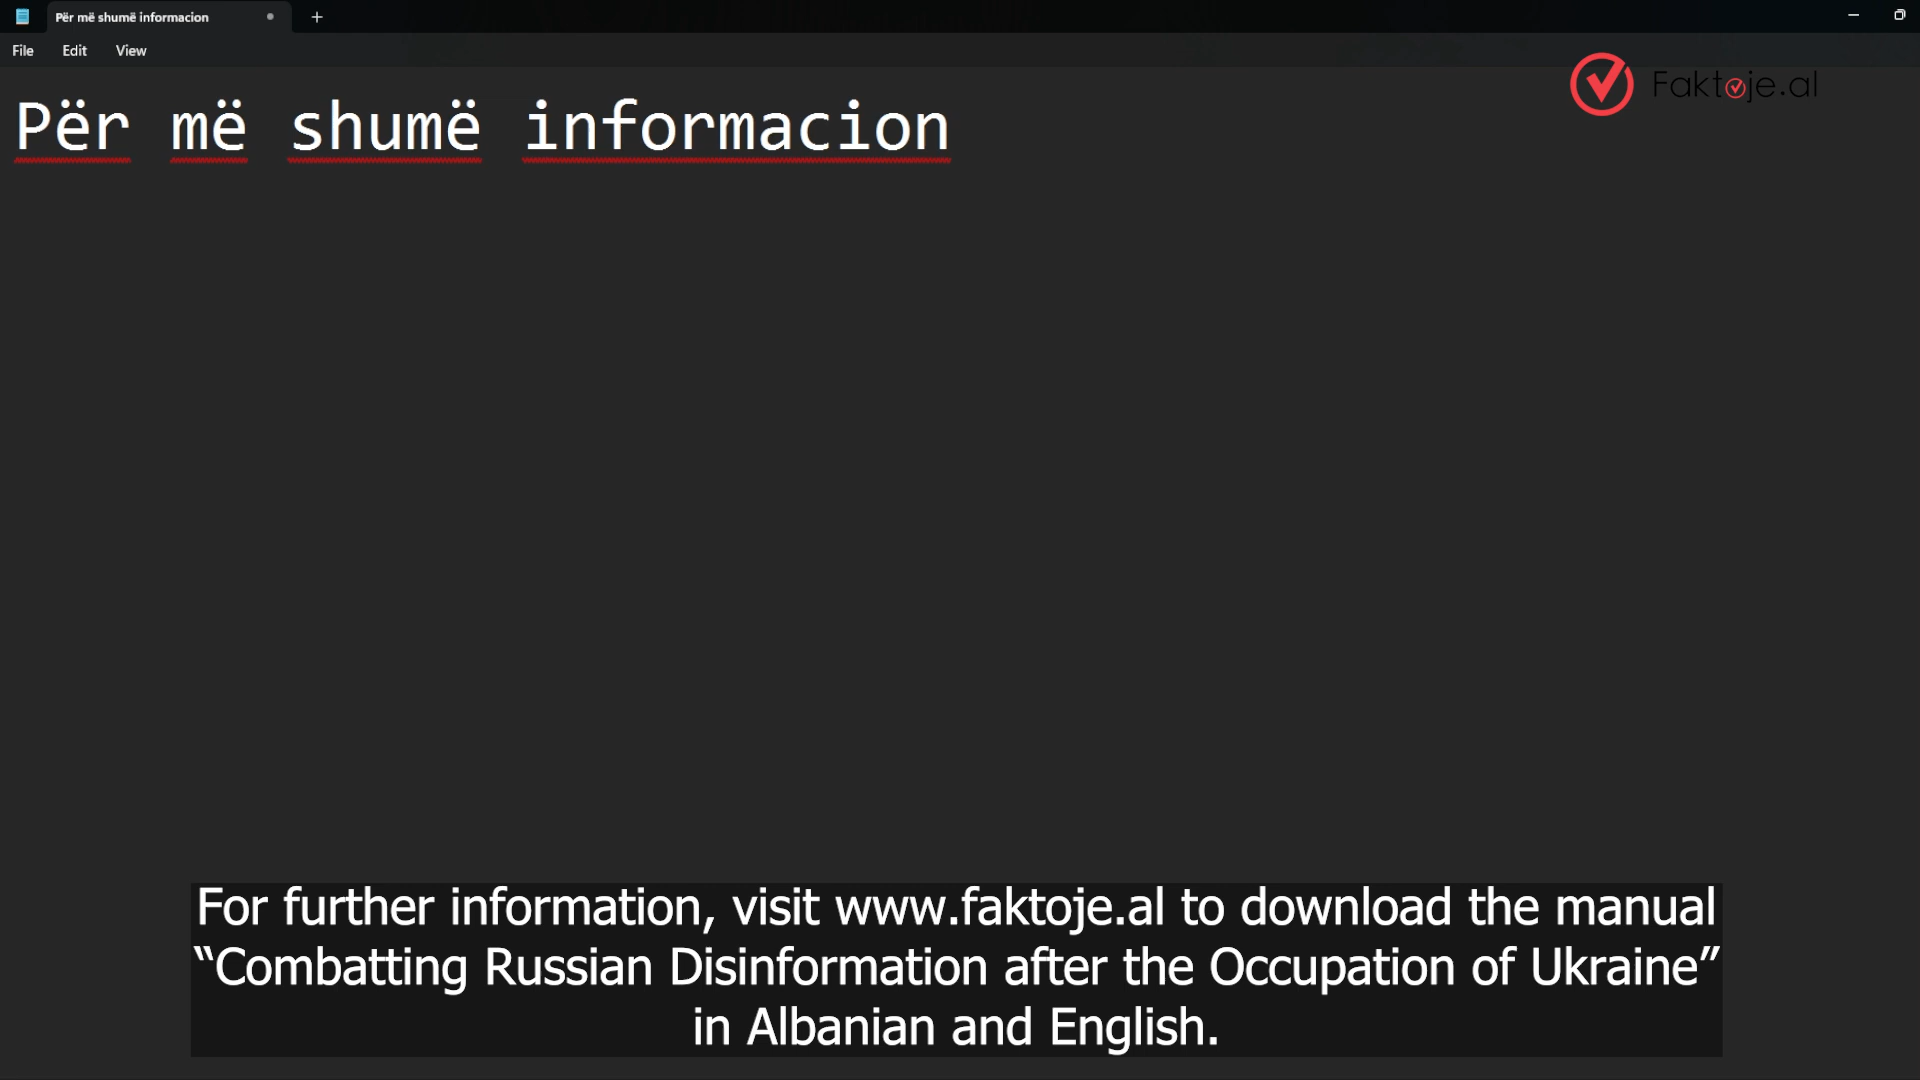 Për më shumë informacion
File Edit View
Faktoje.al
Për më shumë informacion
For further information, visit www.faktoje.al to download the manual
“Combatting Russian Disinformation after the Occupation of Ukraine”
in Albanian and English.